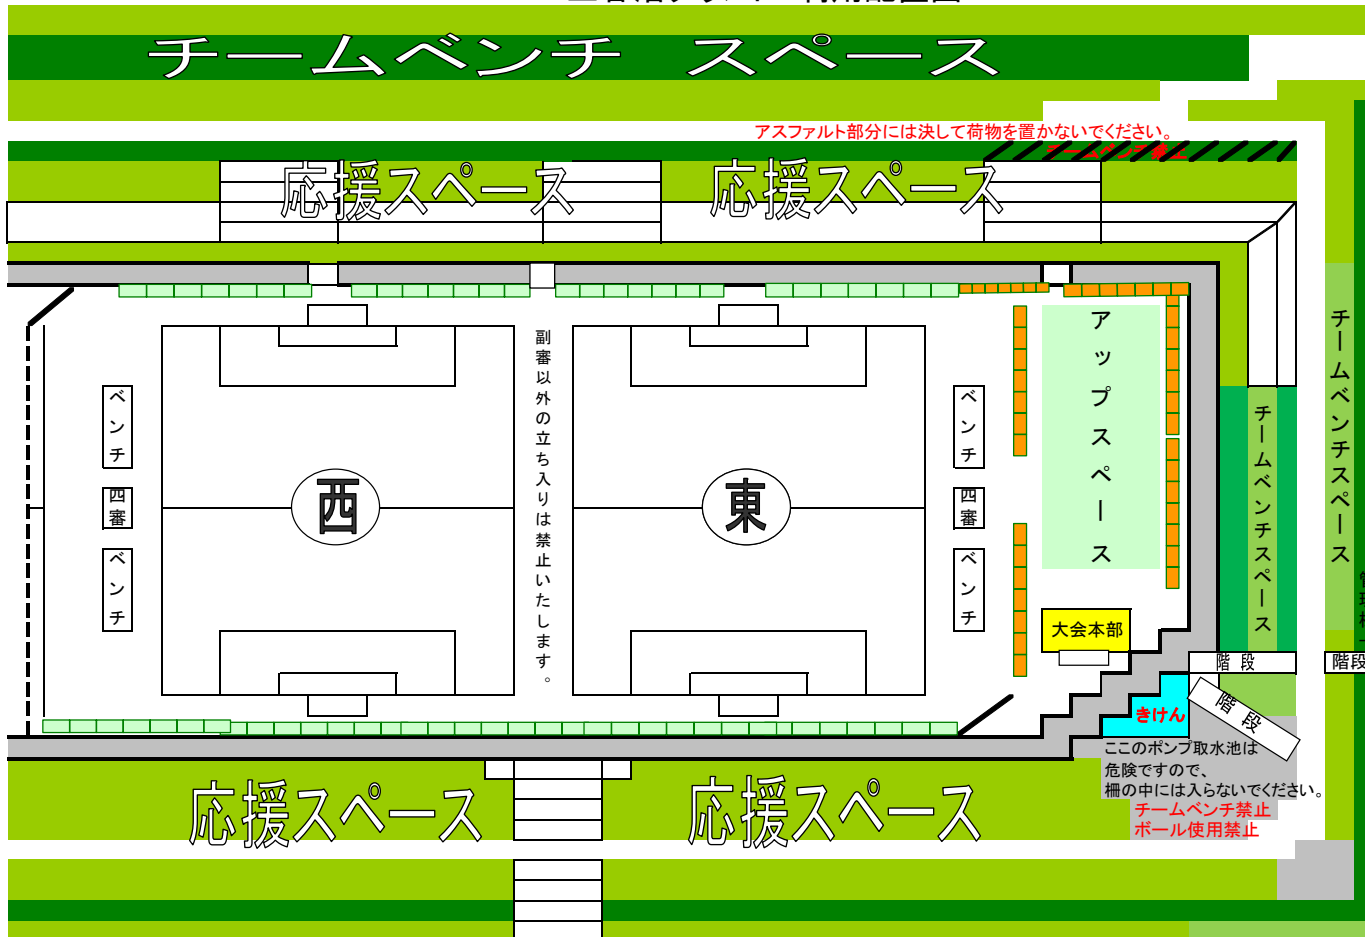 チームベンチ スペース
アスファルト部分には決して荷物を置かないでください。
チームベンチ禁止
応援スペース
応援スペース
アップスペース
副審以外の立ち入りは禁止いたします。
ベンチ
四審
ベンチ
西
東
ベンチ
四審
ベンチ
チームベンチスペース
チームベンチスペース
大会本部
階段
階段
階段
きけん
ここのポンプ取水池は
危険ですので、
柵の中には入らないでください。
チームベンチ禁止
ボール使用禁止
応援スペース
応援スペース